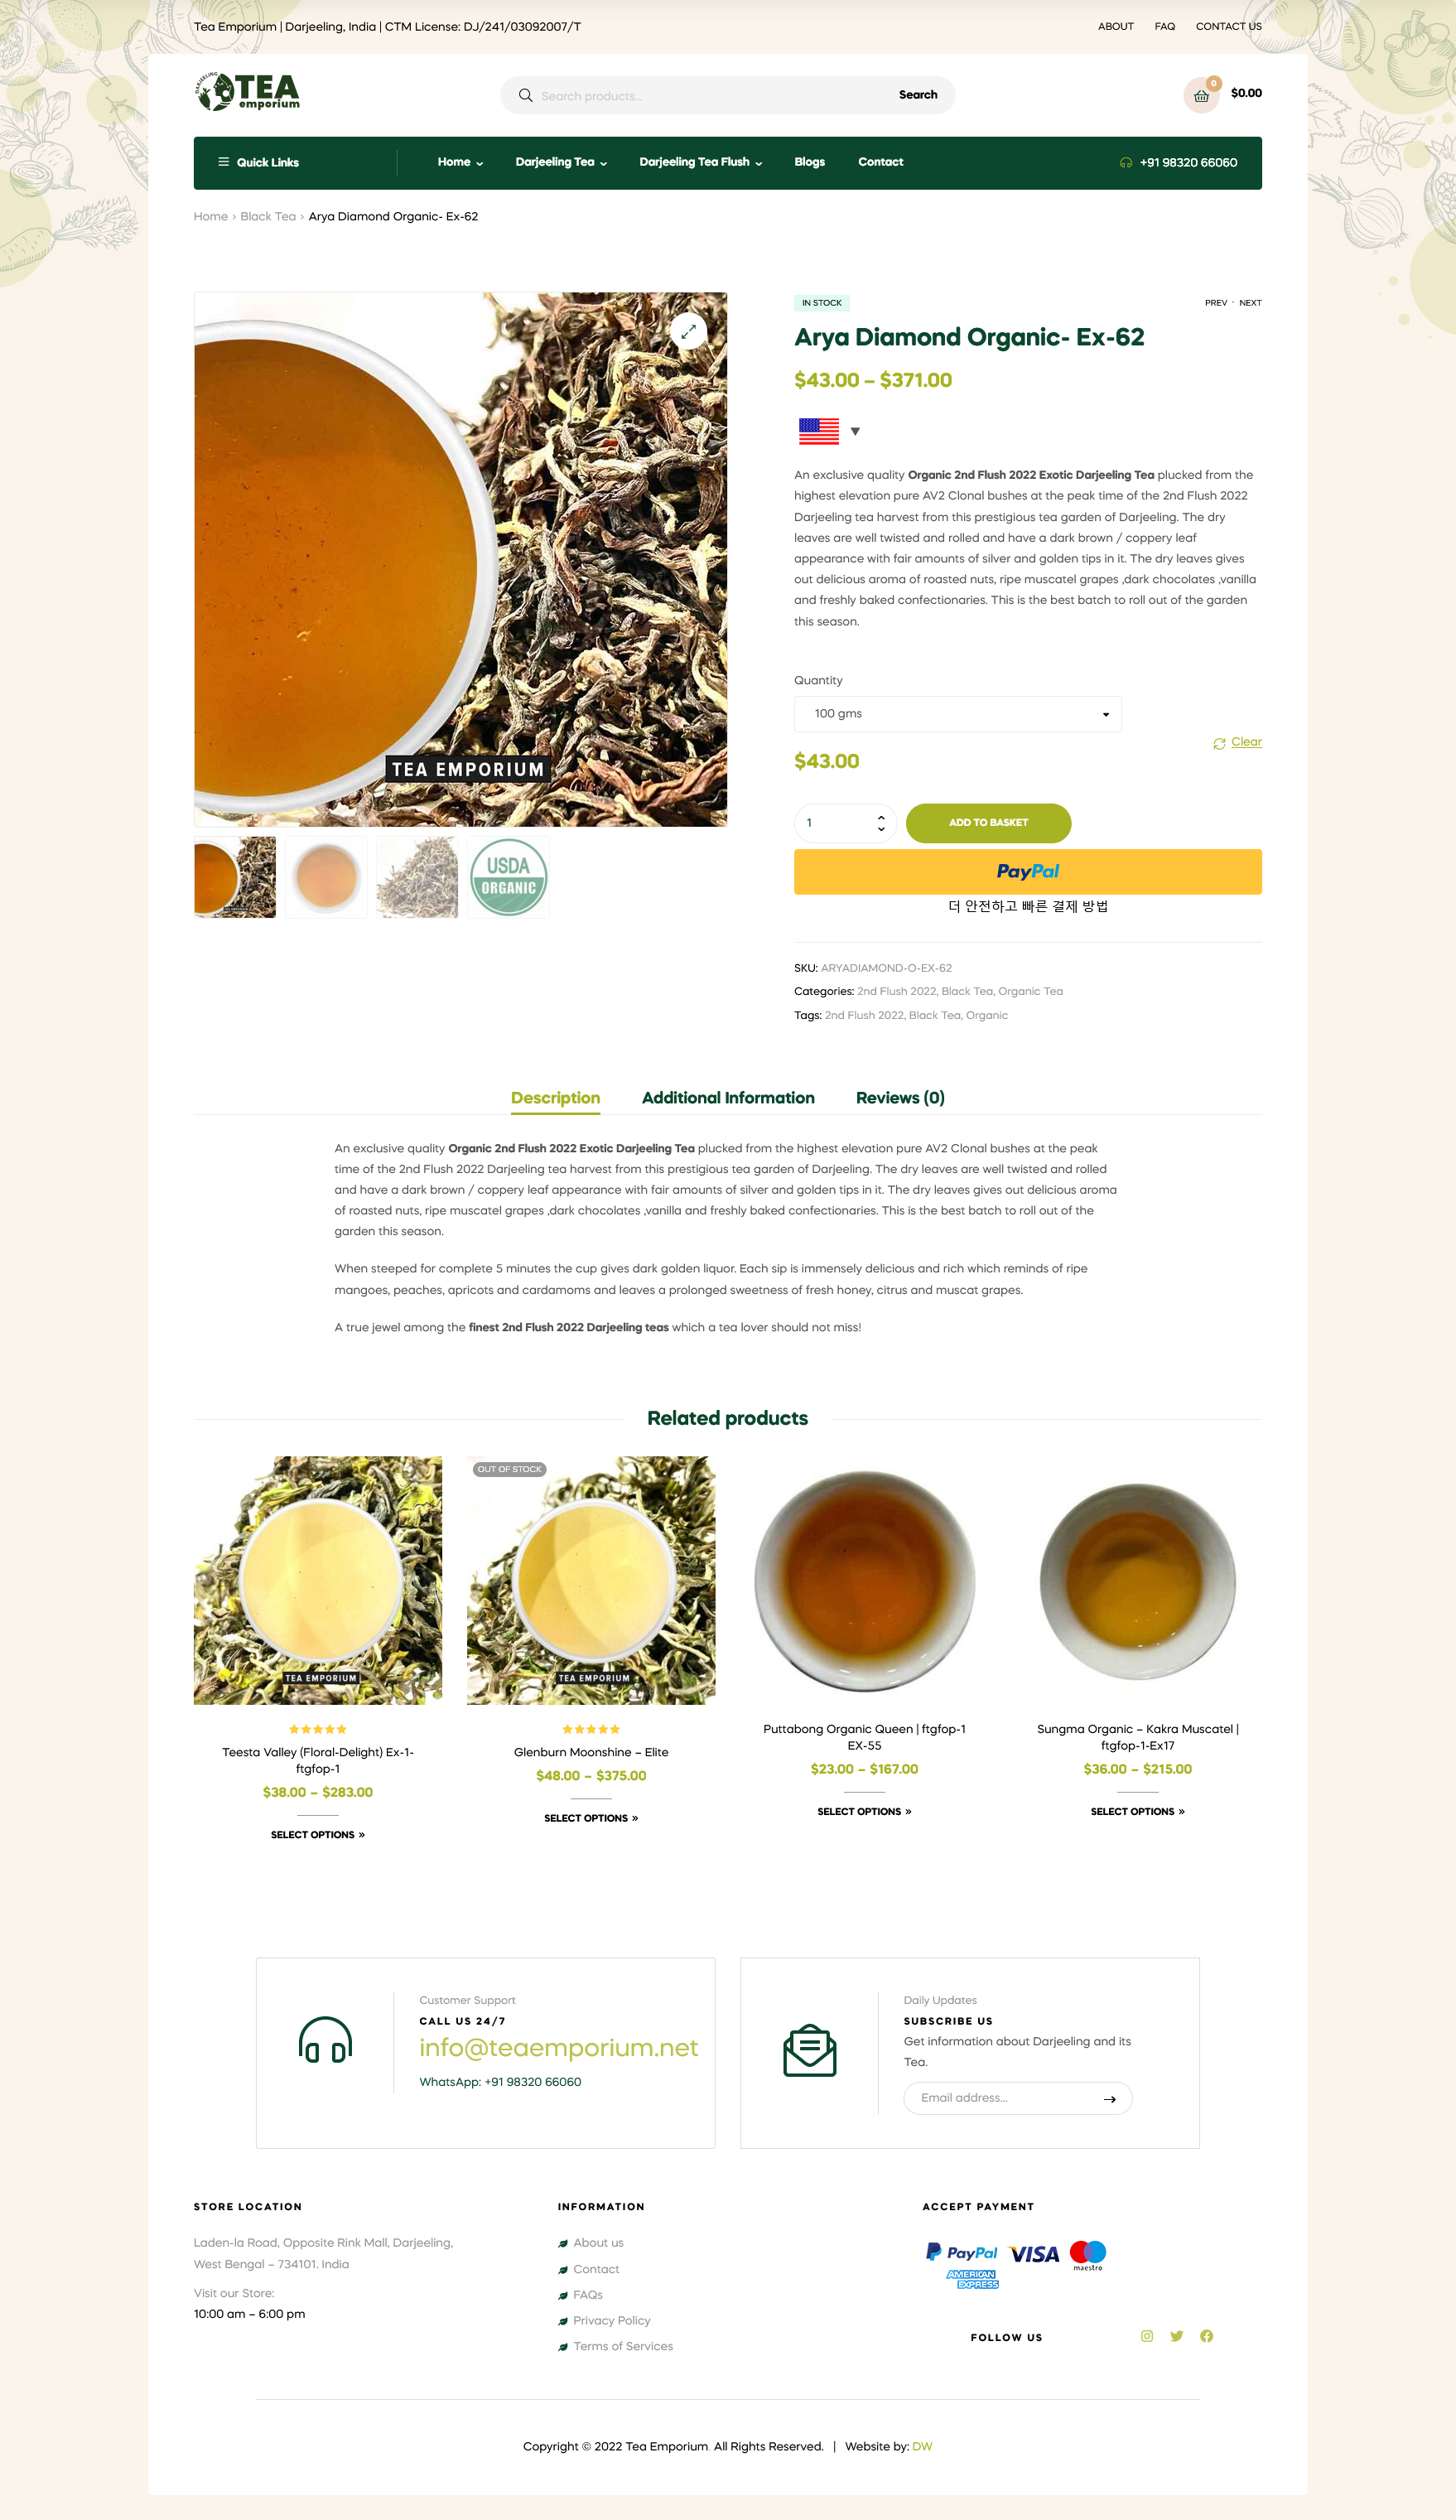 Tea Emporium | Darjeeling, India | CTM License: DJ/241/03092007/T
ABOUT FAQ CONTACT US
DARJEELING TEA emporium
Search products...
Search
0
$0.00
Quick Links
Home
Darjeeling Tea
Darjeeling Tea Flush
Blogs
Contact
+91 98320 66060
Home › Black Tea › Arya Diamond Organic- Ex-62
TEA EMPORIUM
USDA
ORGANIC
IN STOCK
PREV · NEXT
Arya Diamond Organic- Ex-62
$43.00 – $371.00
An exclusive quality Organic 2nd Flush 2022 Exotic Darjeeling Tea plucked from the
highest elevation pure AV2 Clonal bushes at the peak time of the 2nd Flush 2022
Darjeeling tea harvest from this prestigious tea garden of Darjeeling. The dry
leaves are well twisted and rolled and have a dark brown / coppery leaf
appearance with fair amounts of silver and golden tips in it. The dry leaves gives
out delicious aroma of roasted nuts, ripe muscatel grapes ,dark chocolates ,vanilla
and freshly baked confectionaries. This is the best batch to roll out of the garden
this season.
Quantity
100 gms
Clear
$43.00
1
ADD TO BASKET
PayPal
더 안전하고 빠른 결제 방법
SKU: ARYADIAMOND-O-EX-62
Categories: 2nd Flush 2022, Black Tea, Organic Tea
Tags: 2nd Flush 2022, Black Tea, Organic
Description
Additional Information
Reviews (0)
An exclusive quality Organic 2nd Flush 2022 Exotic Darjeeling Tea plucked from the highest elevation pure AV2 Clonal bushes at the peak
time of the 2nd Flush 2022 Darjeeling tea harvest from this prestigious tea garden of Darjeeling. The dry leaves are well twisted and rolled
and have a dark brown / coppery leaf appearance with fair amounts of silver and golden tips in it. The dry leaves gives out delicious aroma
of roasted nuts, ripe muscatel grapes ,dark chocolates ,vanilla and freshly baked confectionaries. This is the best batch to roll out of the
garden this season.
When steeped for complete 5 minutes the cup gives dark golden liquor. Each sip is immensely delicious and rich which reminds of ripe
mangoes, peaches, apricots and cardamoms and leaves a prolonged sweetness of fresh honey, citrus and muscat grapes.
A true jewel among the finest 2nd Flush 2022 Darjeeling teas which a tea lover should not miss!
Related products
TEA EMPORIUM
Teesta Valley (Floral-Delight) Ex-1-
ftgfop-1
$38.00 – $283.00
SELECT OPTIONS »
OUT OF STOCK
TEA EMPORIUM
Glenburn Moonshine – Elite
$48.00 – $375.00
SELECT OPTIONS »
Puttabong Organic Queen | ftgfop-1
EX-55
$23.00 – $167.00
SELECT OPTIONS »
Sungma Organic – Kakra Muscatel |
ftgfop-1-Ex17
$36.00 – $215.00
SELECT OPTIONS »
Customer Support
CALL US 24/7
info@teaemporium.net
WhatsApp: +91 98320 66060
Daily Updates
SUBSCRIBE US
Get information about Darjeeling and its
Tea.
Email address...
STORE LOCATION
Laden-la Road, Opposite Rink Mall, Darjeeling,
West Bengal – 734101. India
Visit our Store:
10:00 am – 6:00 pm
INFORMATION
About us
Contact
FAQs
Privacy Policy
Terms of Services
ACCEPT PAYMENT
PayPal VISA maestro
AMERICAN EXPRESS
FOLLOW US
Copyright © 2022 Tea Emporium. All Rights Reserved. | Website by: DW